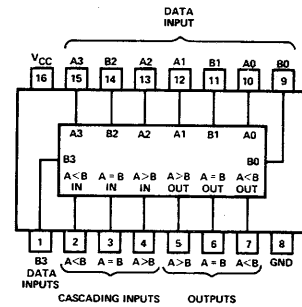 DATA
INPUT
VCC A3 B2 A2 A1 B1 A0 B0
16 15 14 13 12 11 10 9
A3 B2 A2 A1 B1 A0
B3 B0
A<B A=B A>B A>B A=B A<B
IN IN IN OUT OUT OUT
1 2 3 4 5 6 7 8
B3 A<B A=B A>B A>B A=B A<B GND
DATA
INPUTS
CASCADING INPUTS OUTPUTS